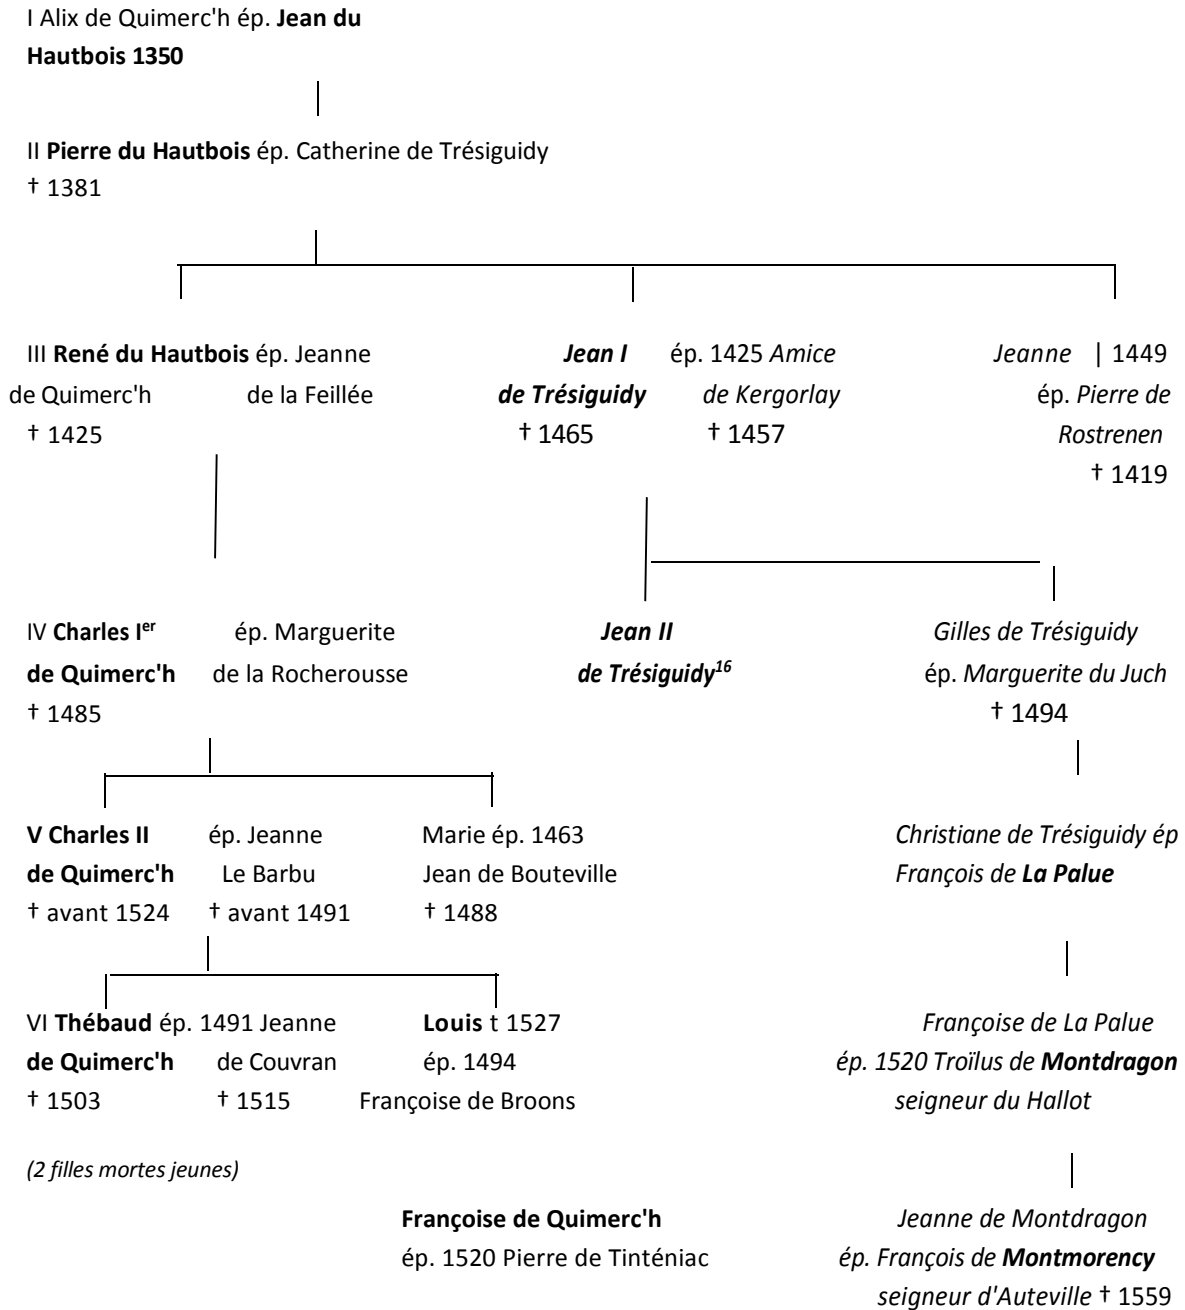 I Alix de Quimerc'h ép. Jean du
Hautbois 1350
II Pierre du Hautbois ép. Catherine de Trésiguidy
† 1381
III René du Hautbois ép. Jeanne
de Quimerc'h de la Feillée
† 1425
Jean I ép. 1425 Amice
de Trésiguidy de Kergorlay
† 1465 † 1457
Jeanne | 1449
ép. Pierre de
Rostrenen
† 1419
IV Charles Ier ép. Marguerite
de Quimerc'h de la Rocherousse
† 1485
Jean II
de Trésiguidy16
Gilles de Trésiguidy
ép. Marguerite du Juch
† 1494
V Charles II ép. Jeanne
de Quimerc'h Le Barbu
† avant 1524 † avant 1491
Marie ép. 1463
Jean de Bouteville
† 1488
Christiane de Trésiguidy ép
François de La Palue
VI Thébaud ép. 1491 Jeanne
de Quimerc'h de Couvran
† 1503 † 1515
Louis t 1527
ép. 1494
Françoise de Broons
Françoise de La Palue
ép. 1520 Troïlus de Montdragon
seigneur du Hallot
(2 filles mortes jeunes)
Françoise de Quimerc'h
ép. 1520 Pierre de Tinténiac
Jeanne de Montdragon
ép. François de Montmorency
seigneur d'Auteville † 1559